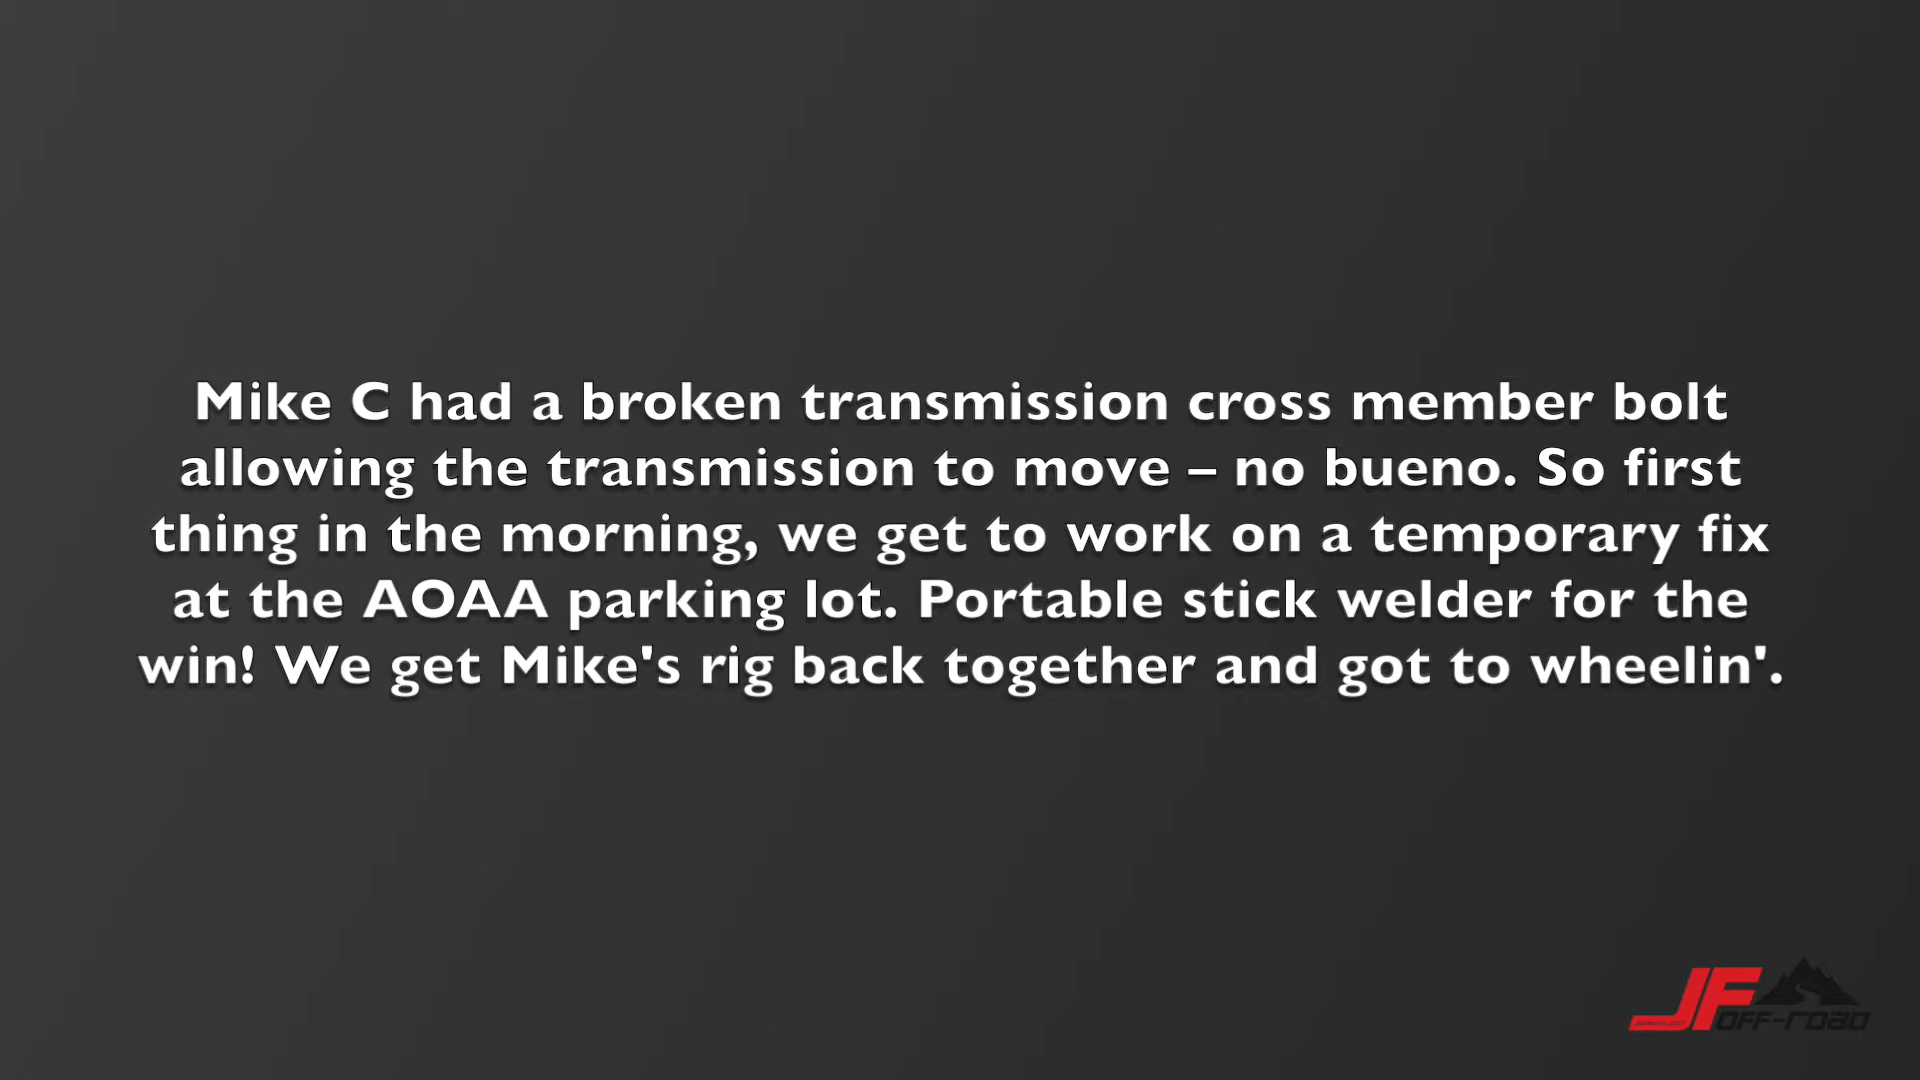 Mike C had a broken transmission cross member bolt
allowing the transmission to move – no bueno. So first
thing in the morning, we get to work on a temporary fix
at the AOAA parking lot. Portable stick welder for the
win! We get Mike's rig back together and got to wheelin'.
JF
OFF-ROAD